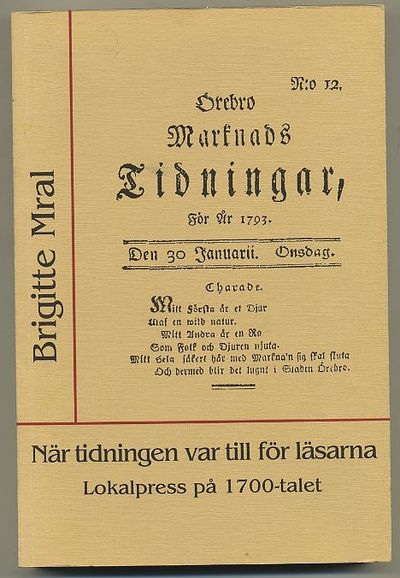 Brigitte Mral
N:o 12.
Örebro
Marknads
Tidningar,
För År 1793.
Den 30 Januarii. Onsdag.
Charade.
Mitt Första är et Djur
Utaf en wild natur.
Mitt Andra är en Ro
Som Folk och Djuren njuta.
Mitt Hela säkert här med Markna'n sig skal sluta
Och dermed blir det lugnt i Staden Örebro.
När tidningen var till för läsarna
Lokalpress på 1700-talet